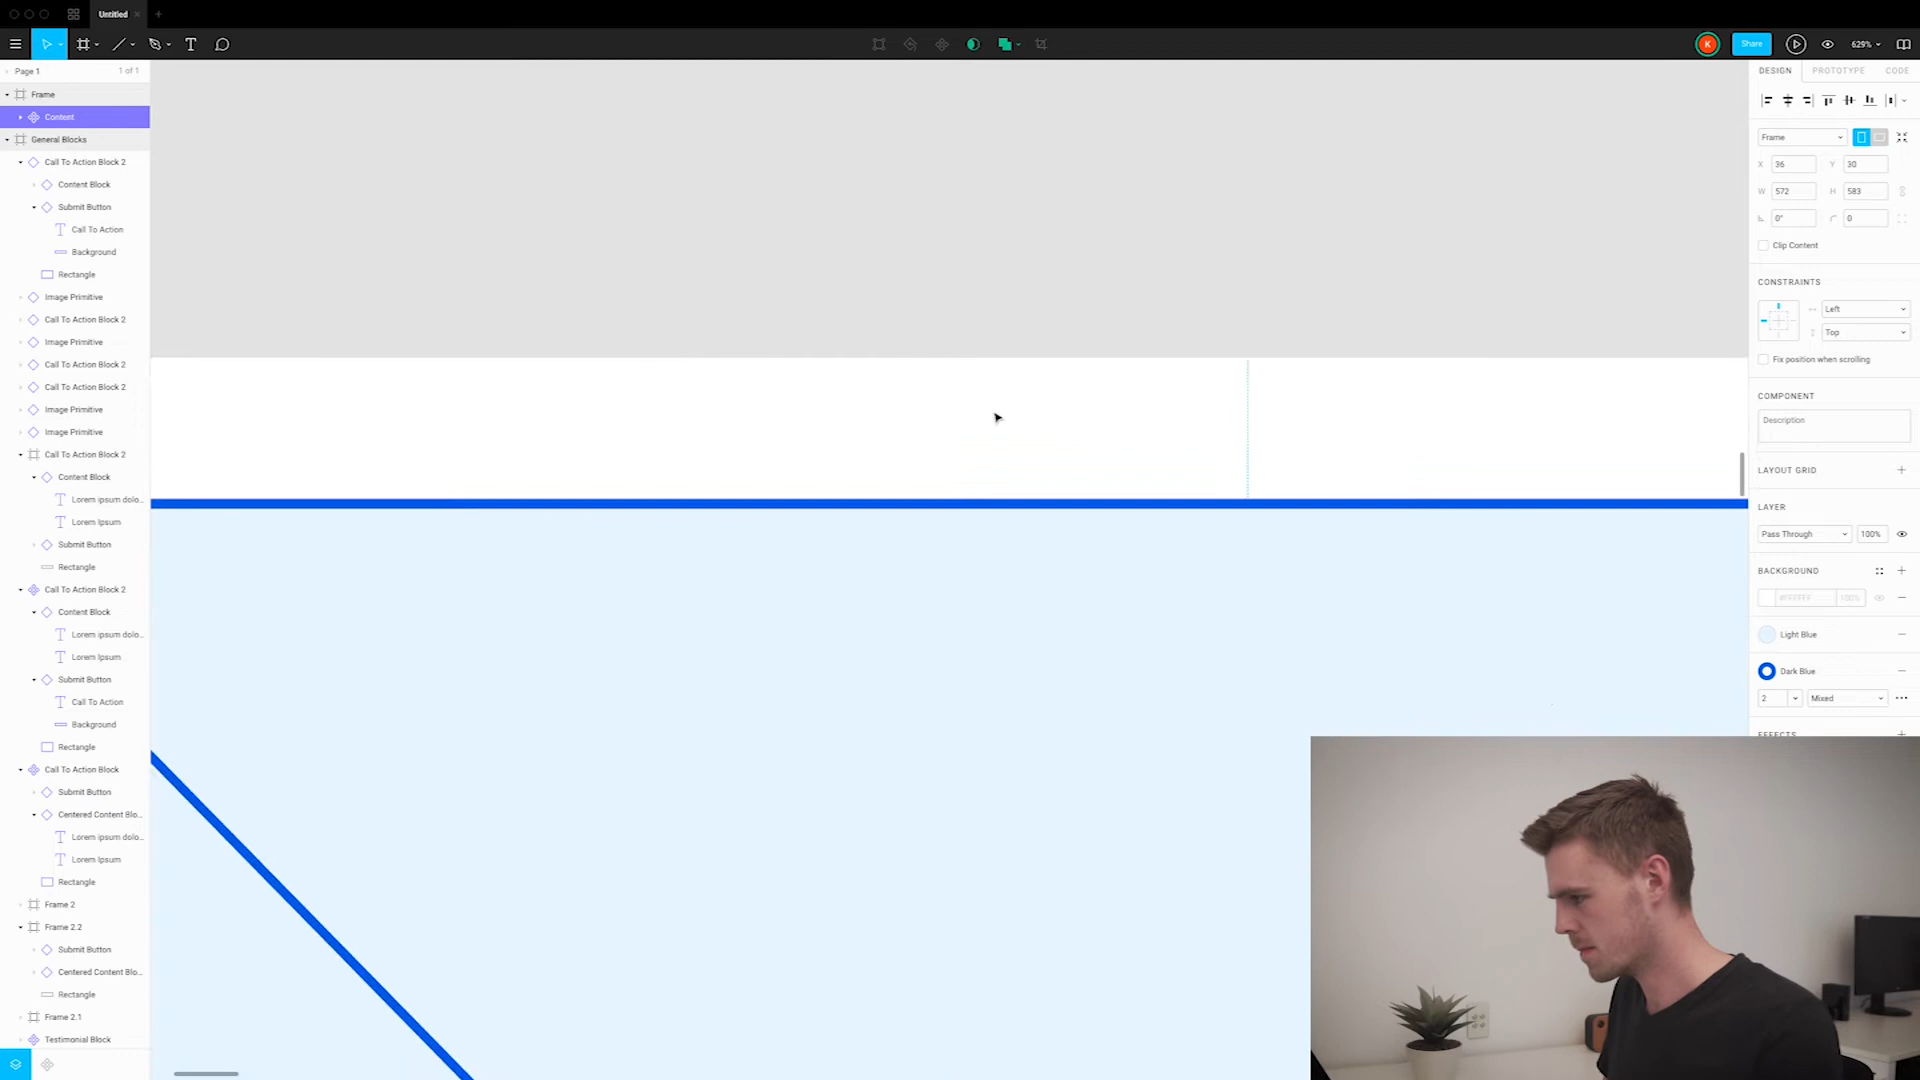 Untitled
K
Share
629%
Page 1
1 of 1
DESIGN
PROTOTYPE
CODE
Frame
Content
General Blocks
Call To Action Block 2
Content Block
Submit Button
Call To Action
Background
Rectangle
Image Primitive
Call To Action Block 2
Image Primitive
Call To Action Block 2
Call To Action Block 2
Image Primitive
Image Primitive
Call To Action Block 2
Content Block
Lorem ipsum dolo...
Lorem Ipsum
Submit Button
Rectangle
Call To Action Block 2
Content Block
Lorem ipsum dolo...
Lorem Ipsum
Submit Button
Call To Action
Background
Rectangle
Call To Action Block
Submit Button
Centered Content Blo...
Lorem ipsum dolo...
Lorem Ipsum
Rectangle
Frame 2
Frame 2.2
Submit Button
Centered Content Blo...
Rectangle
Frame 2.1
Testimonial Block
Frame
X 36
Y 30
W 572
H 583
0°
0
Clip Content
CONSTRAINTS
Left
Top
Fix position when scrolling
COMPONENT
Description
LAYOUT GRID
LAYER
Pass Through
100%
BACKGROUND
#FFFFFF
100%
Light Blue
Dark Blue
2
Mixed
EFFECTS